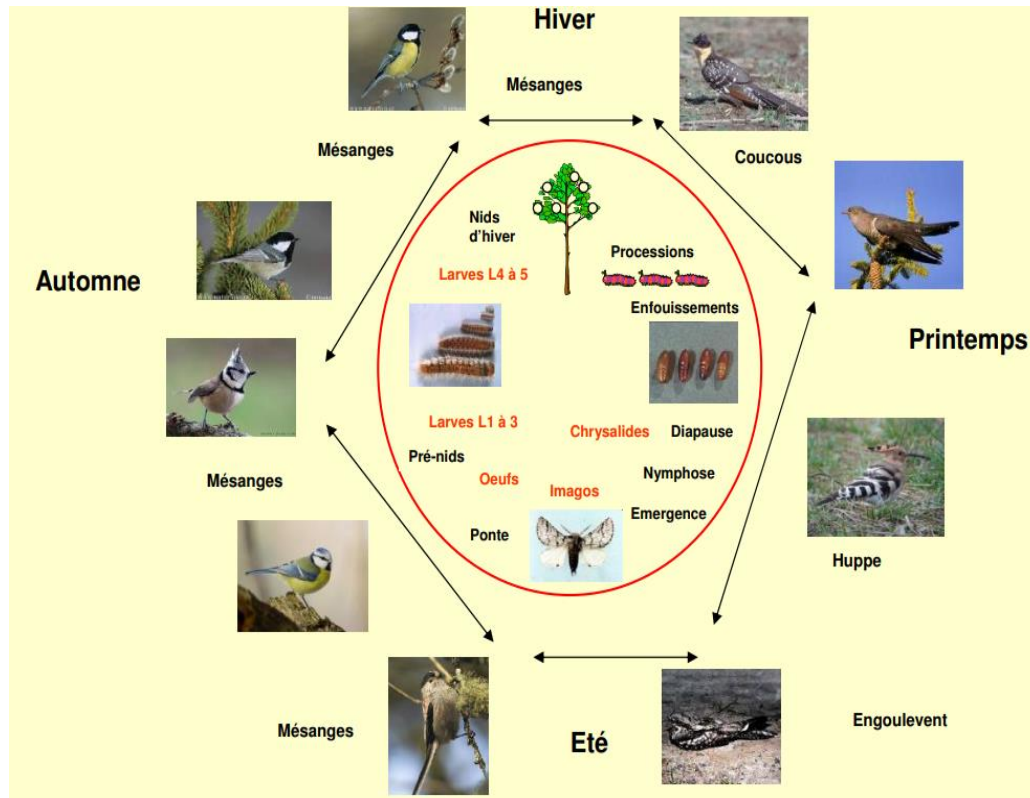 Hiver
Mésanges
Mésanges
Coucous
Nids
d'hiver
Processions
Larves L4 à 5
Automne
Enfouissements
Printemps
Larves L1 à 3
Chrysalides
Diapause
Pré-nids
Nymphose
Mésanges
Oeufs
Imagos
Emergence
Ponte
Huppe
Mésanges
Eté
Engoulevent